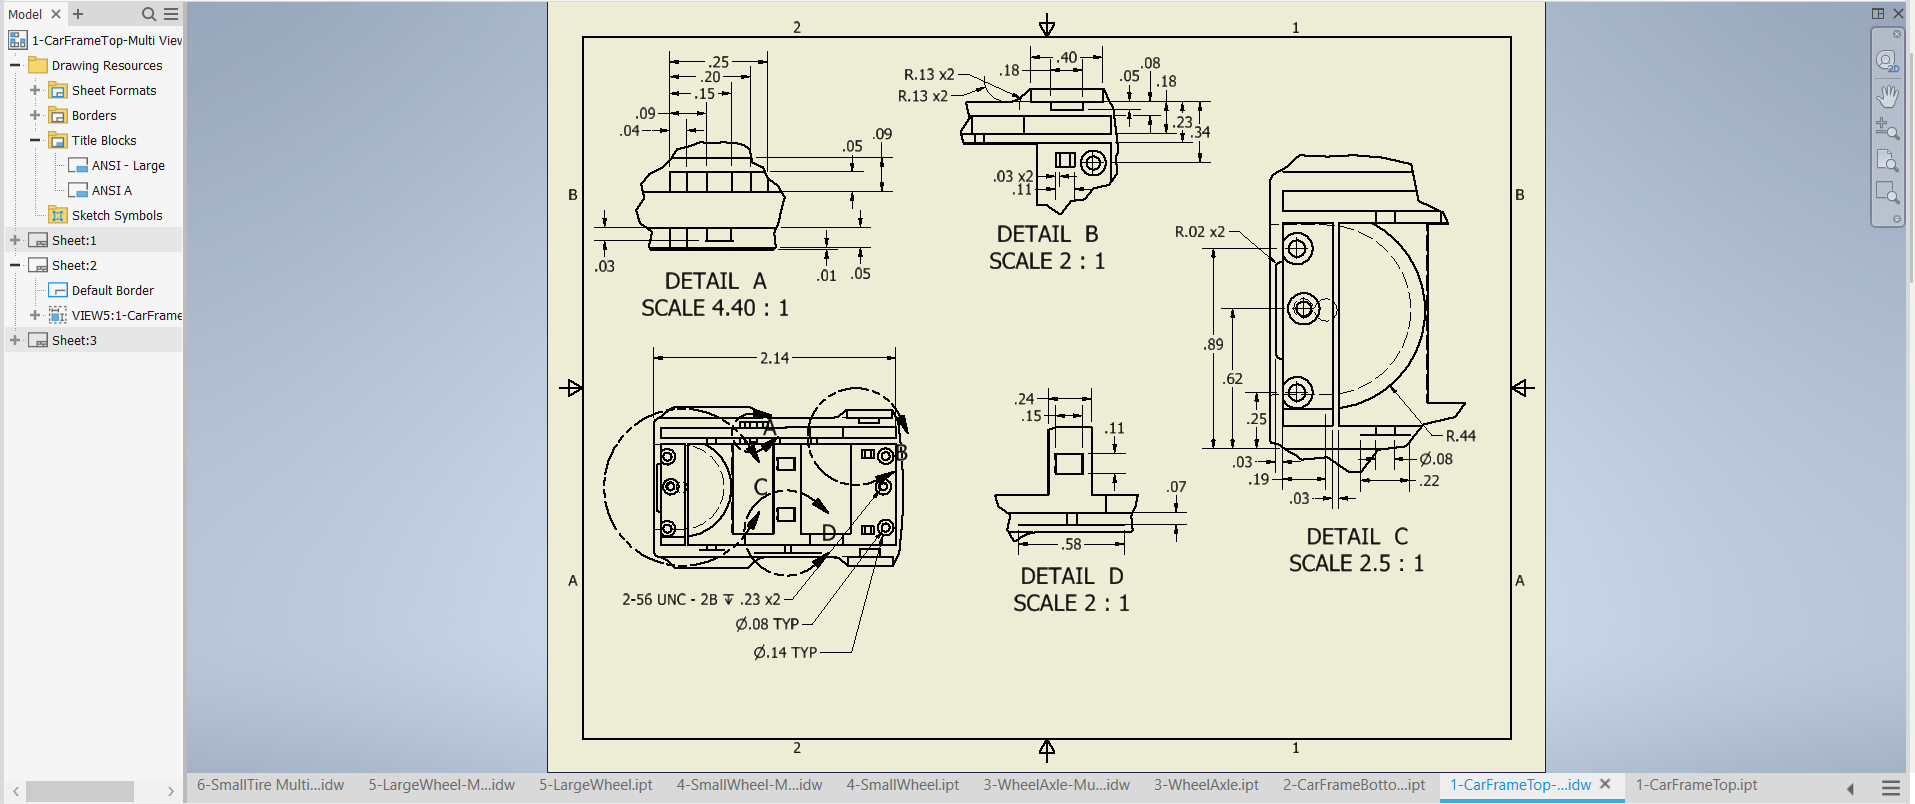 Model
1-CarFrameTop-Multi View
Drawing Resources
Sheet Formats
Borders
Title Blocks
ANSI - Large
ANSI A
Sketch Symbols
Sheet:1
Sheet:2
Default Border
VIEW5:1-CarFrame
Sheet:3
2
1
B
A
B
A
2
1
.25
.20
.15
.09
.04
.05
.09
.03
.01
.05
DETAIL A
SCALE 4.40 : 1
R.13 x2
R.13 x2
.40
.18
.05
.08
.18
.23
.34
.03 x2
.11
DETAIL B
SCALE 2 : 1
R.02 x2
.89
.62
.25
R.44
.03
Ø.08
.19
.22
.03
DETAIL C
SCALE 2.5 : 1
2.14
A
B
C
D
2-56 UNC - 2B ↧ .23 x2
Ø.08 TYP
Ø.14 TYP
.24
.15
.11
.07
.58
DETAIL D
SCALE 2 : 1
2D
6-SmallTire Multi...idw
5-LargeWheel-M...idw
5-LargeWheel.ipt
4-SmallWheel-M...idw
4-SmallWheel.ipt
3-WheelAxle-Mu...idw
3-WheelAxle.ipt
2-CarFrameBotto...ipt
1-CarFrameTop-...idw
1-CarFrameTop.ipt